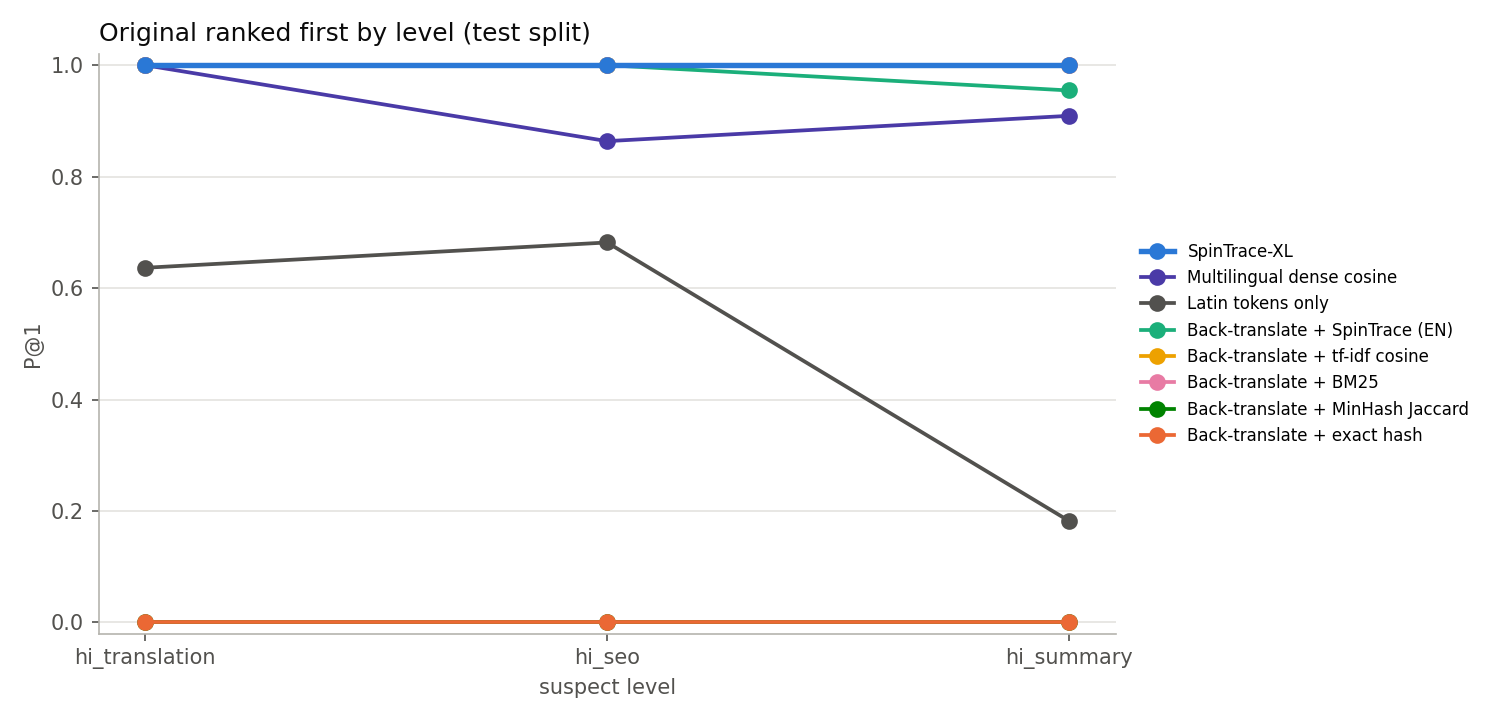 Original ranked first by level (test split)
1.0
0.8
0.6
0.4
0.2
0.0
P@1
hi_translation
hi_seo
hi_summary
suspect level
SpinTrace-XL
Multilingual dense cosine
Latin tokens only
Back-translate + SpinTrace (EN)
Back-translate + tf-idf cosine
Back-translate + BM25
Back-translate + MinHash Jaccard
Back-translate + exact hash